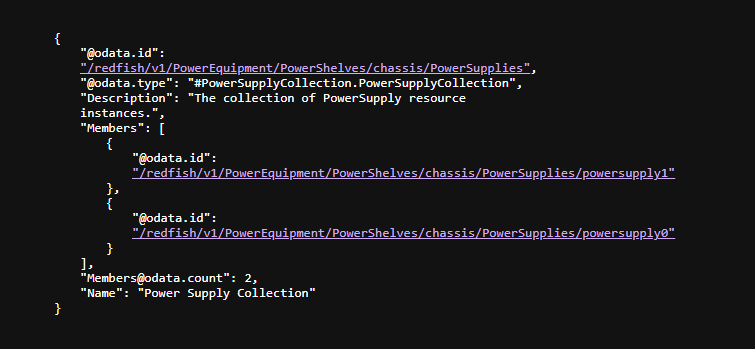 {
"@odata.id":
"/redfish/v1/PowerEquipment/PowerShelves/chassis/PowerSupplies",
"@odata.type": "#PowerSupplyCollection.PowerSupplyCollection",
"Description": "The collection of PowerSupply resource
instances.",
"Members": [
{
"@odata.id":
"/redfish/v1/PowerEquipment/PowerShelves/chassis/PowerSupplies/powersupply1"
},
{
"@odata.id":
"/redfish/v1/PowerEquipment/PowerShelves/chassis/PowerSupplies/powersupply0"
}
],
"Members@odata.count": 2,
"Name": "Power Supply Collection"
}